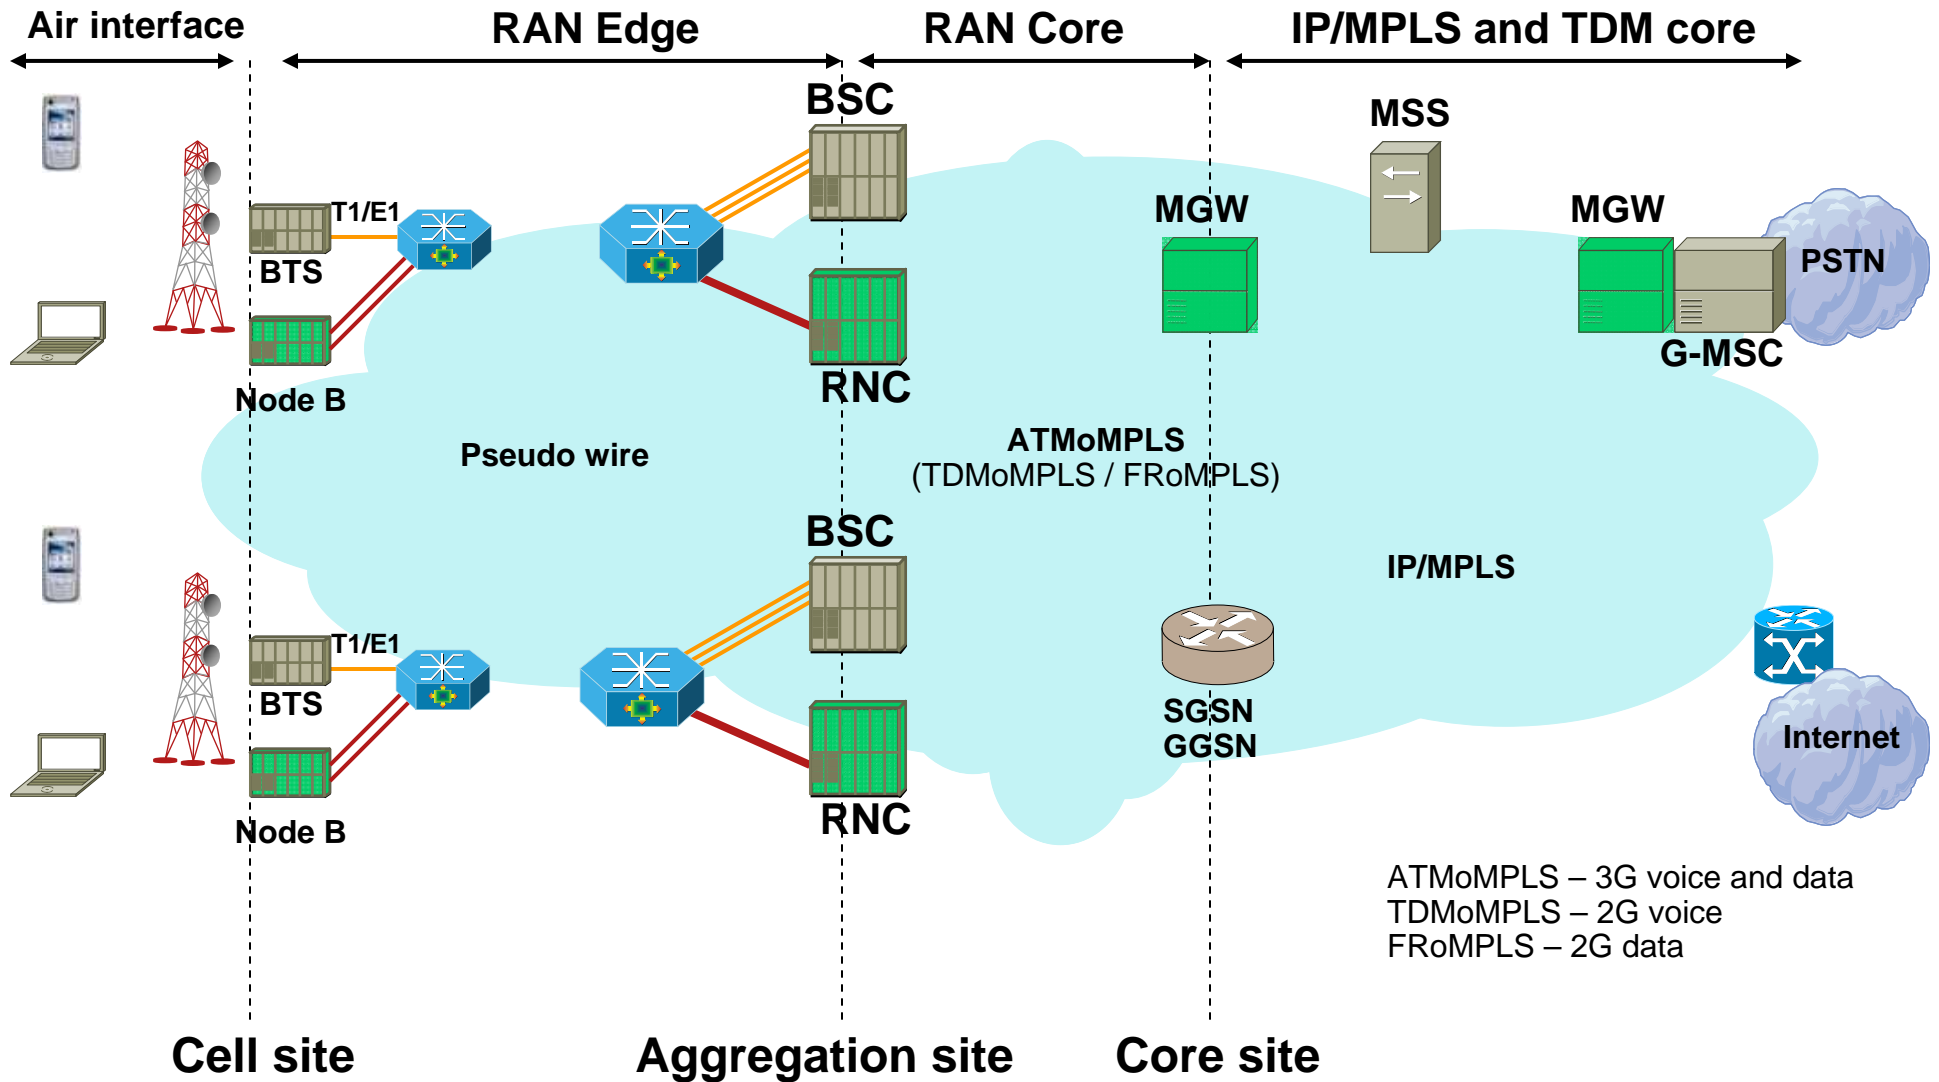 Air interface
RAN Edge
RAN Core
IP/MPLS and TDM core
BSC
MSS
T1/E1
MGW
MGW
BTS
PSTN
G-MSC
Node B
RNC
Pseudo wire
ATMoMPLS
(TDMoMPLS / FRoMPLS)
BSC
IP/MPLS
T1/E1
BTS
SGSN
GGSN
Internet
Node B
RNC
ATMoMPLS – 3G voice and data
TDMoMPLS – 2G voice
FRoMPLS – 2G data
Cell site
Aggregation site
Core site